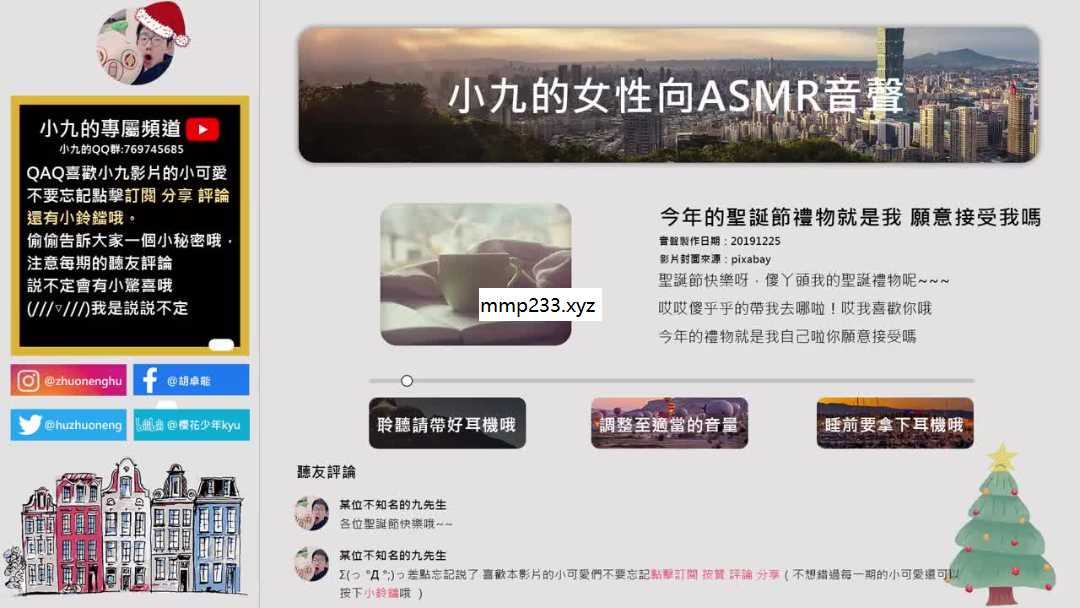 小九的專屬頻道
小九的QQ群:769745685
QAQ喜歡小九影片的小可愛
不要忘記點擊訂閱 分享 評論
還有小鈴鐺哦。
偷偷告訴大家一個小秘密哦，
注意每期的聽友評論
說不定會有小驚喜哦
(///▿///)我是説説不定
@zhuonenghu
@胡卓能
@huzhuoneng
@櫻花少年kyu
小九的女性向ASMR音聲
今年的聖誕節禮物就是我 願意接受我嗎
音聲製作日期：20191225
影片封面來源：pixabay
聖誕節快樂呀，傻丫頭我的聖誕禮物呢~~~
哎哎傻乎乎的帶我去哪啦！哎我喜歡你哦
今年的禮物就是我自己啦你願意接受嗎
mmp233.xyz
聆聽請帶好耳機哦
調整至適當的音量
睡前要拿下耳機哦
聽友評論
某位不知名的九先生
各位聖誕節快樂哦~~
某位不知名的九先生
Σ(っ °Д °;)っ差點忘記説了 喜歡本影片的小可愛們不要忘記點擊訂閱 按贊 評論 分享（不想錯過每一期的小可愛還可以
按下小鈴鐺哦 ）